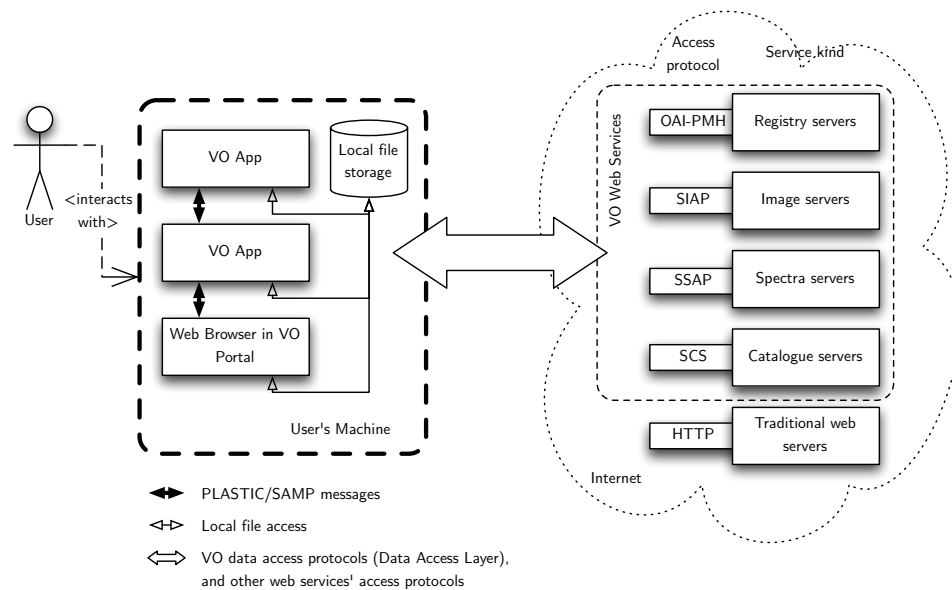 Access
protocol
Service kind
VO Web Services
OAI-PMH
Registry servers
SIAP
Image servers
SSAP
Spectra servers
SCS
Catalogue servers
HTTP
Traditional web
servers
Internet
User
<interacts
with>
VO App
Local file
storage
VO App
Web Browser in VO
Portal
User's Machine
PLASTIC/SAMP messages
Local file access
VO data access protocols (Data Access Layer),
and other web services' access protocols